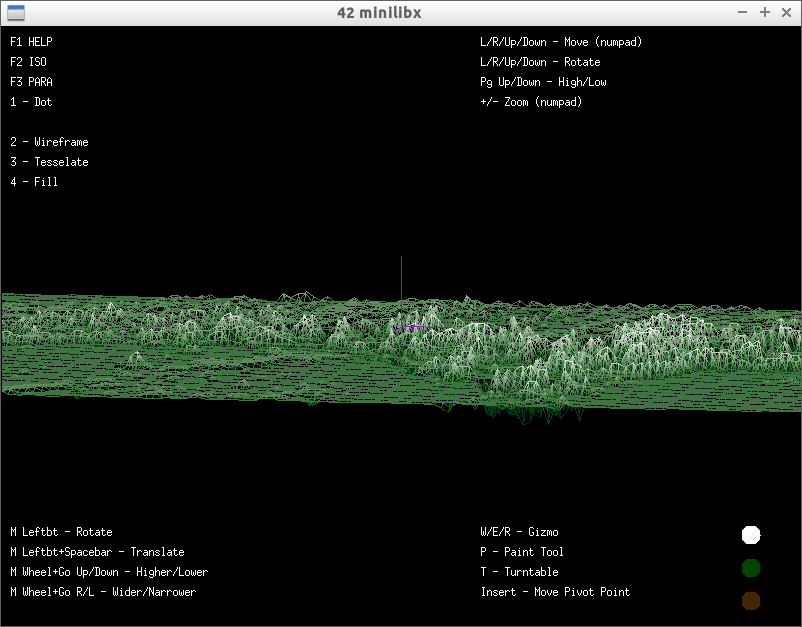 42 minilibx
F1 HELP
F2 ISO
F3 PARA
1 - Dot
2 - Wireframe
3 - Tesselate
4 - Fill
L/R/Up/Down - Move (numpad)
L/R/Up/Down - Rotate
Pg Up/Down - High/Low
+/- Zoom (numpad)
M Leftbt - Rotate
M Leftbt+Spacebar - Translate
M Wheel+Go Up/Down - Higher/Lower
M Wheel+Go R/L - Wider/Narrower
W/E/R - Gizmo
P - Paint Tool
T - Turntable
Insert - Move Pivot Point